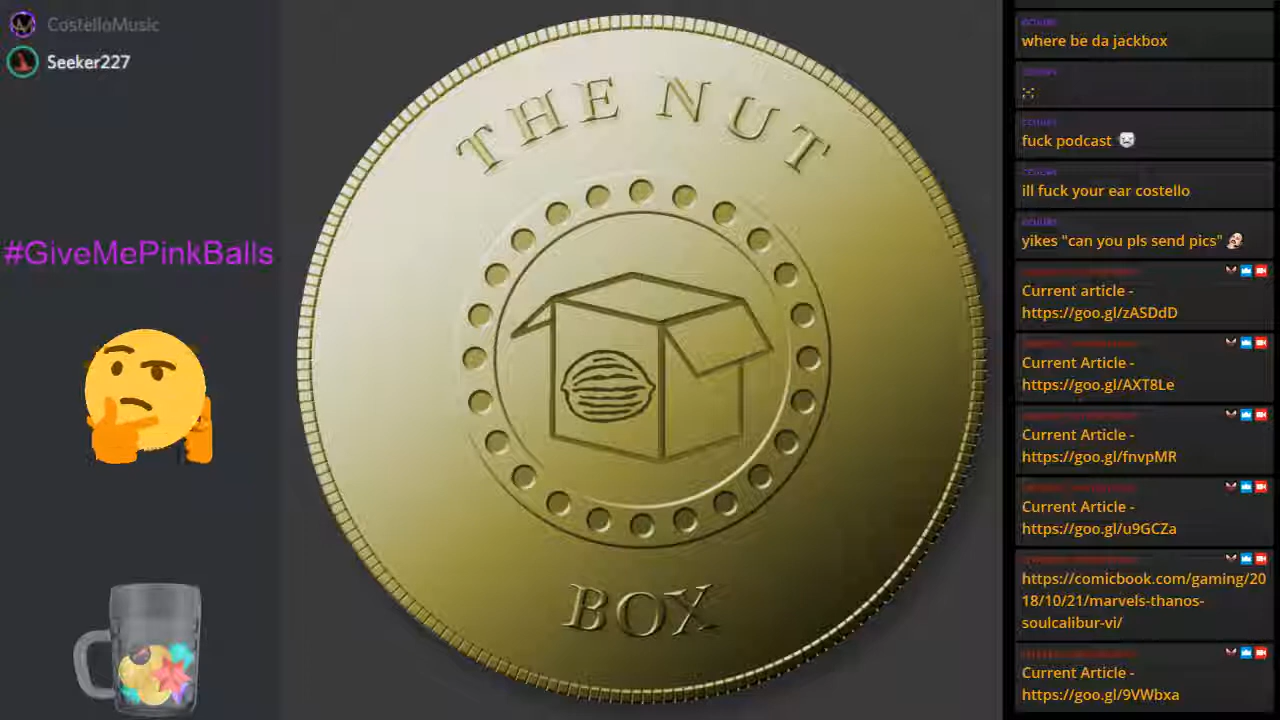 CostelloMusic
Seeker227
#GiveMePinkBalls
THE NUT
BOX
where be da jackbox
;-;
fuck podcast
ill fuck your ear costello
yikes "can you pls send pics"
Current article -
https://goo.gl/zASDdD
Current Article -
https://goo.gl/AXT8Le
Current Article -
https://goo.gl/fnvpMR
Current Article -
https://goo.gl/u9GCZa
https://comicbook.com/gaming/20
18/10/21/marvels-thanos-
soulcalibur-vi/
Current Article -
https://goo.gl/9VWbxa